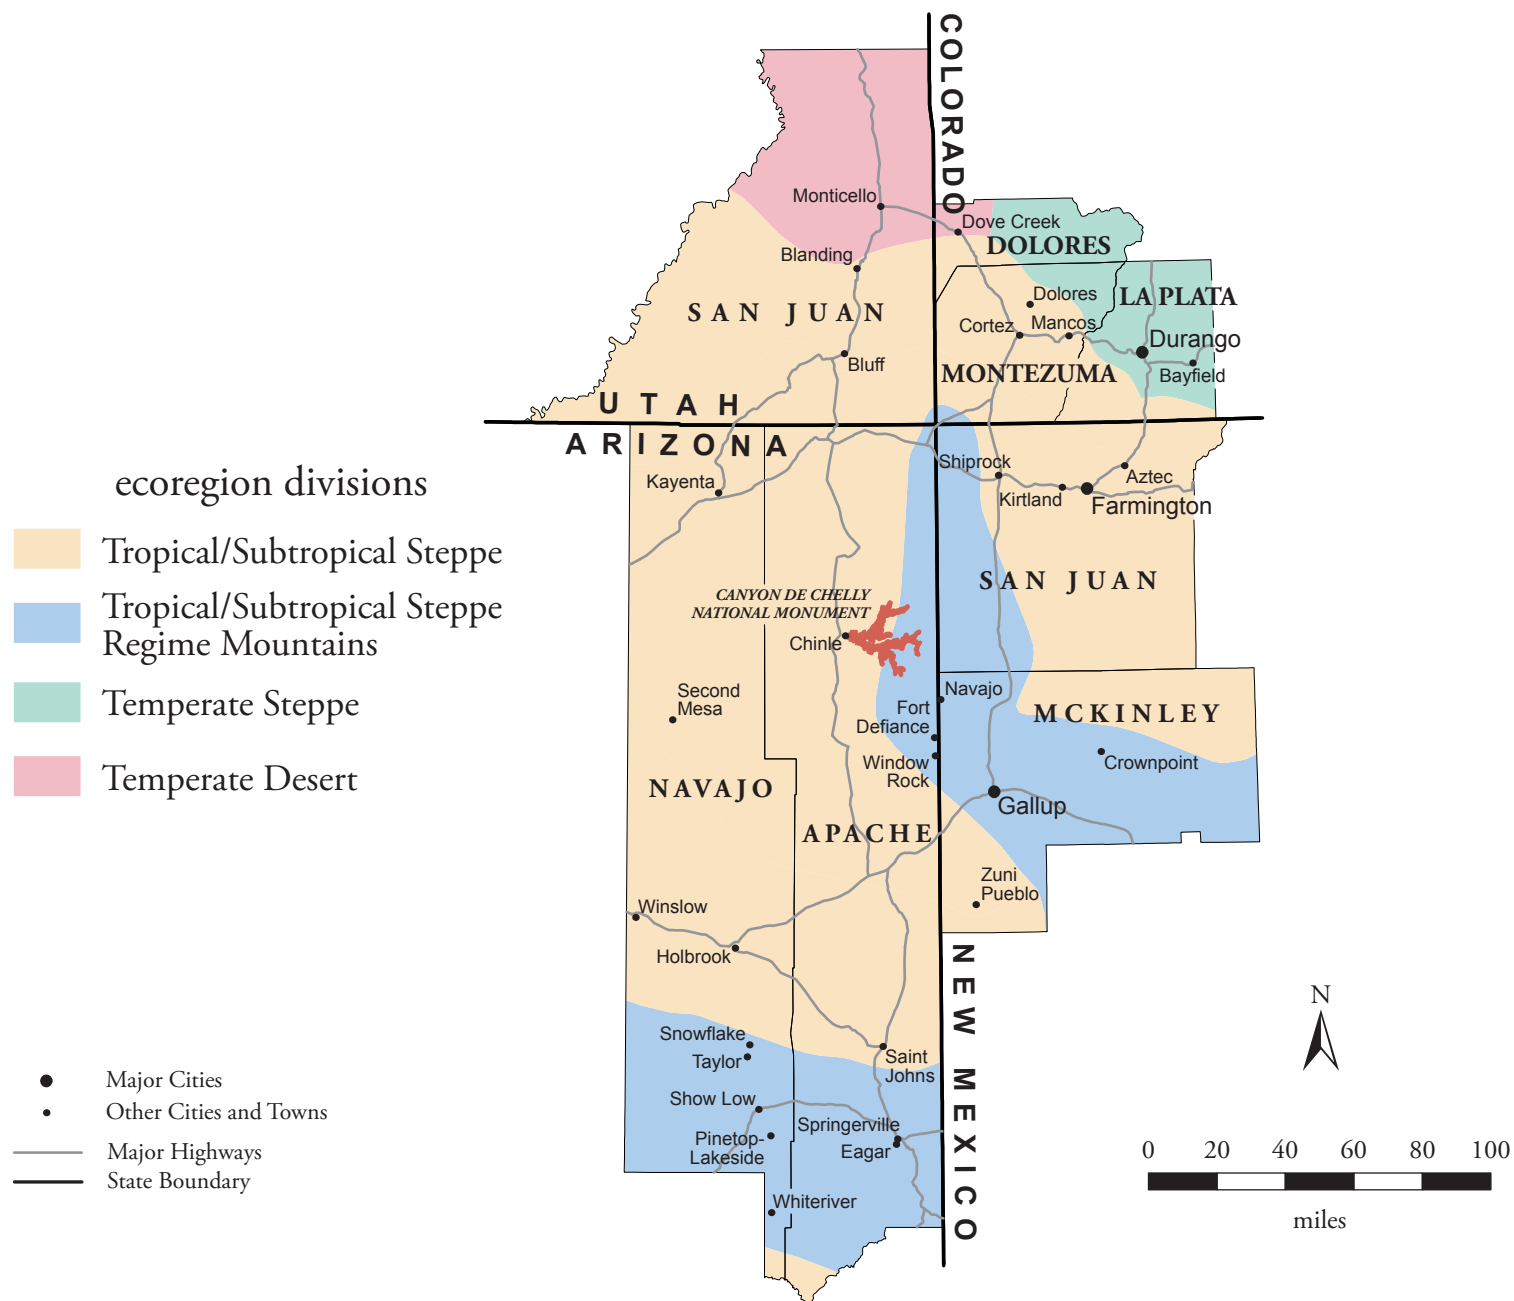 COLORADO
Monticello
Dove Creek
DOLORES
Blanding
SAN JUAN
Dolores
LA PLATA
Cortez
Mancos
Durango
Bluff
MONTEZUMA
Bayfield
UTAH
ARIZONA
Kayenta
Shiprock
Kirtland
Aztec
Farmington
SAN JUAN
CANYON DE CHELLY
NATIONAL MONUMENT
Chinle
Second
Mesa
Navajo
Fort
Defiance
MCKINLEY
Window
Rock
Crownpoint
NAVAJO
Gallup
APACHE
Zuni
Pueblo
Winslow
Holbrook
NEW MEXICO
Snowflake
Taylor
Saint
Johns
Show Low
Springerville
Eagar
Pinetop-
Lakeside
Whiteriver
ecoregion divisions
Tropical/Subtropical Steppe
Tropical/Subtropical Steppe
Regime Mountains
Temperate Steppe
Temperate Desert
Major Cities
Other Cities and Towns
Major Highways
State Boundary
N
0 20 40 60 80 100
miles